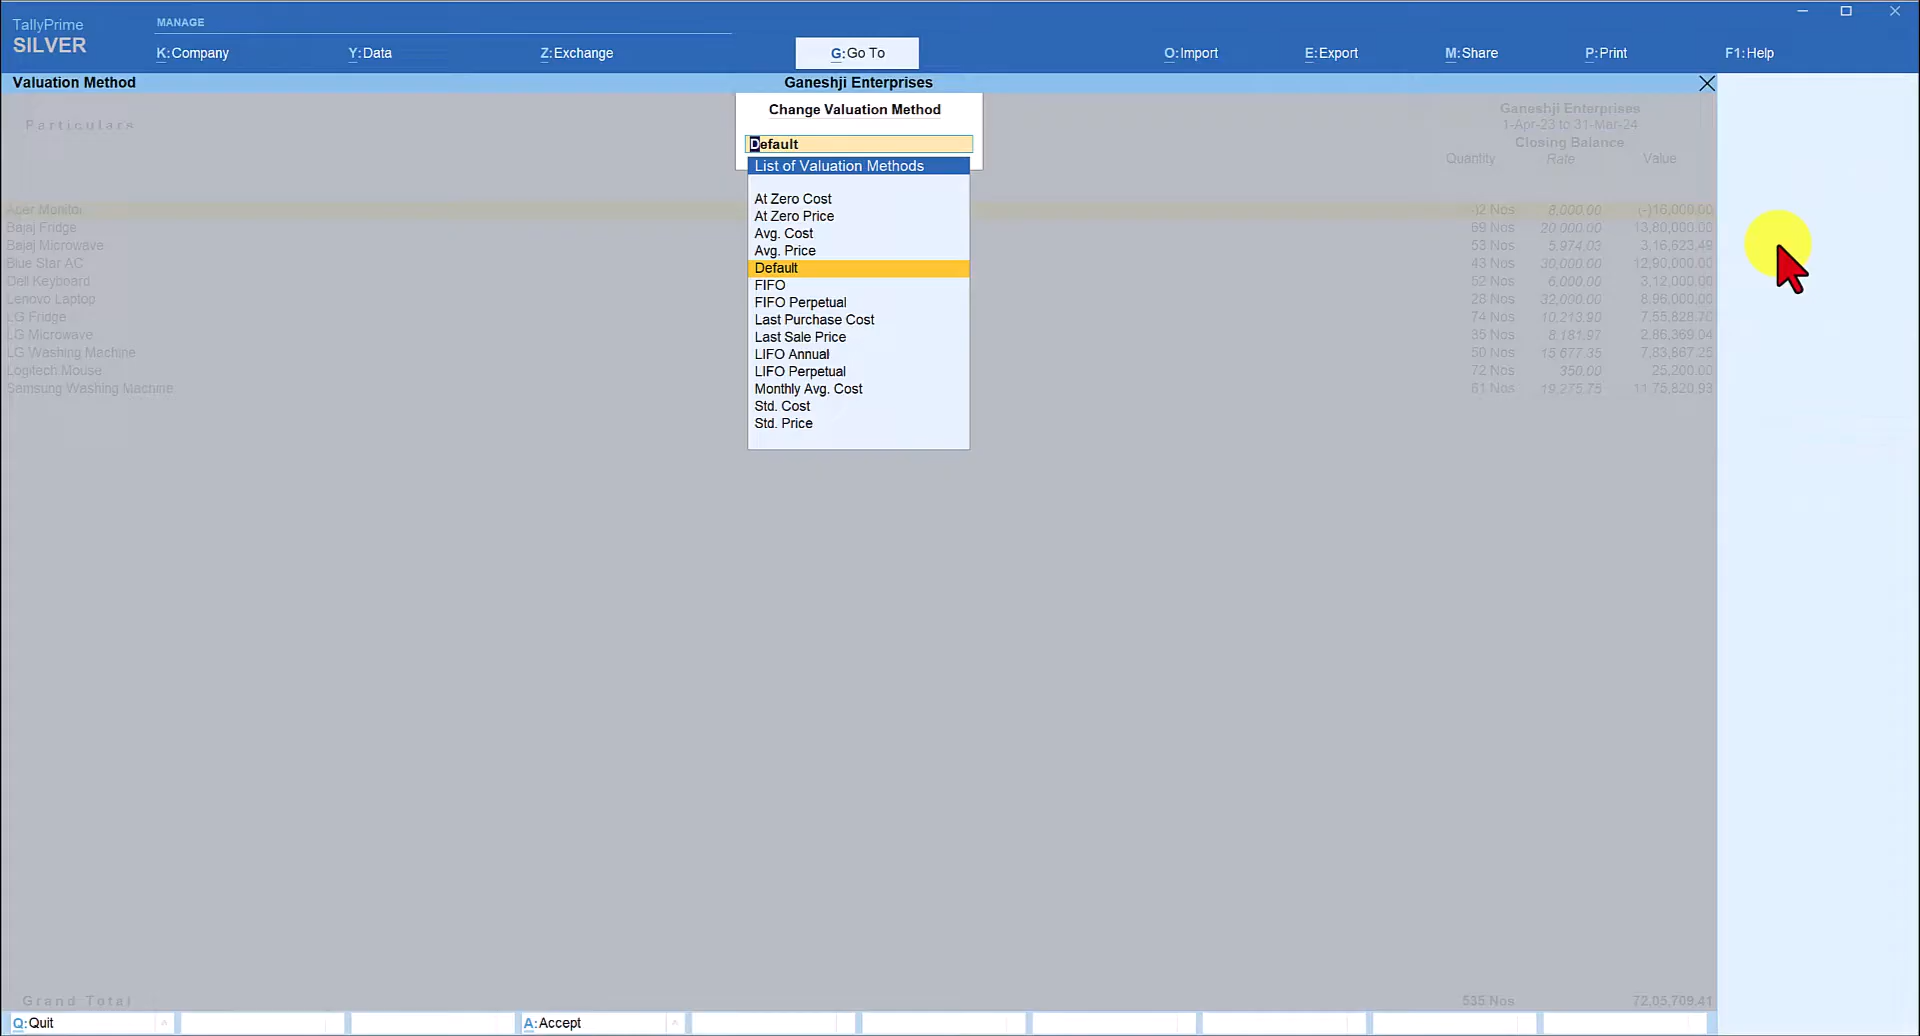 TallyPrime
MANAGE
SILVER
K:Company
Y:Data
Z:Exchange
G:Go To
O:Import
E:Export
M:Share
P:Print
F1:Help
Valuation Method
Ganeshji Enterprises
Change Valuation Method
Particulars
Ganeshji Enterprises
1-Apr-23 to 31-Mar-24
Closing Balance
Quantity Rate Value
Default
List of Valuation Methods
At Zero Cost
At Zero Price
Avg. Cost
Avg. Price
Default
FIFO
FIFO Perpetual
Last Purchase Cost
Last Sale Price
LIFO Annual
LIFO Perpetual
Monthly Avg. Cost
Std. Cost
Std. Price
Acer Monitor (-)2 Nos 8,000.00 (-)16,000.00
Bajaj Fridge 69 Nos 20,000.00 13,80,000.00
Bajaj Microwave 53 Nos 5,974.03 3,16,623.49
Blue Star AC 43 Nos 30,000.00 12,90,000.00
Dell Keyboard 52 Nos 6,000.00 3,12,000.00
Lenovo Laptop 28 Nos 32,000.00 8,96,000.00
LG Fridge 74 Nos 10,213.90 7,55,828.70
LG Microwave 35 Nos 8,181.97 2,86,369.04
LG Washing Machine 50 Nos 15,677.35 7,83,867.25
Logitech Mouse 72 Nos 350.00 25,200.00
Samsung Washing Machine 61 Nos 19,275.75 11,75,820.93
Grand Total 535 Nos 72,05,709.41
Q:Quit
A:Accept